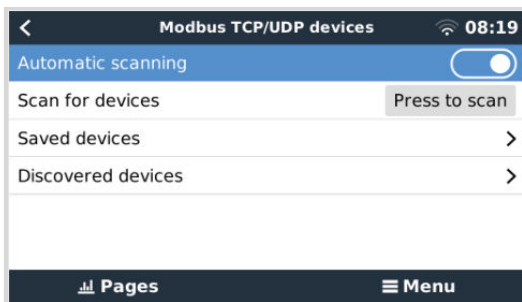 Modbus TCP/UDP devices 08:19
Automatic scanning
Scan for devices Press to scan
Saved devices
Discovered devices
Pages Menu